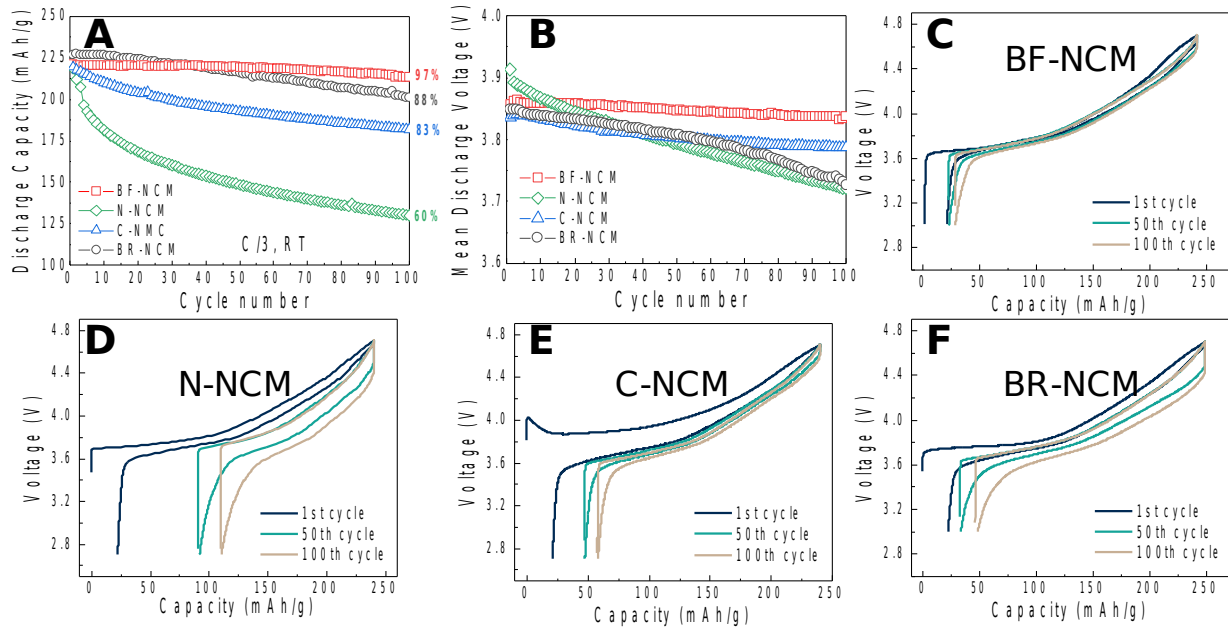 A
Discharge Capacity (mAh/g)
250
225
200
175
150
125
100
97%
88%
83%
60%
BF-NCM
N-NCM
C-NMC
BR-NCM
C/3, RT
0 10 20 30 40 50 60 70 80 90 100
Cycle number
B
Mean Discharge Voltage (V)
4.0
3.9
3.8
3.7
3.6
BF-NCM
N-NCM
C-NCM
BR-NCM
0 10 20 30 40 50 60 70 80 90 100
Cycle number
C
BF-NCM
Voltage (V)
4.8
4.4
4.0
3.6
3.2
2.8
1st cycle
50th cycle
100th cycle
0 50 100 150 200 250
Capacity (mAh/g)
D
N-NCM
Voltage (V)
4.8
4.4
4.0
3.6
3.2
2.8
1st cycle
50th cycle
100th cycle
0 50 100 150 200 250
Capacity (mAh/g)
E
C-NCM
Voltage (V)
4.8
4.4
4.0
3.6
3.2
2.8
1st cycle
50th cycle
100th cycle
0 50 100 150 200 250
Capacity (mAh/g)
F
BR-NCM
Voltage (V)
4.8
4.4
4.0
3.6
3.2
2.8
1st cycle
50th cycle
100th cycle
0 50 100 150 200 250
Capacity (mAh/g)